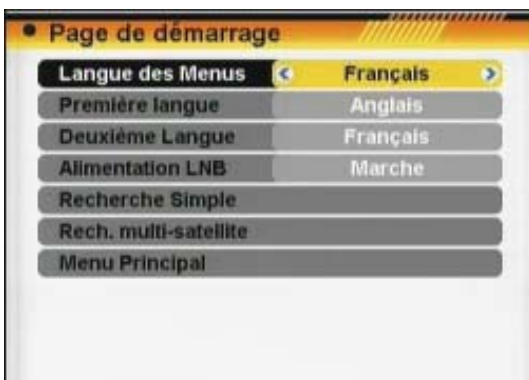 Page de démarrage
Langue des Menus Français
Première langue Anglais
Deuxième Langue Français
Alimentation LNB Marche
Recherche Simple
Rech. multi-satellite
Menu Principal